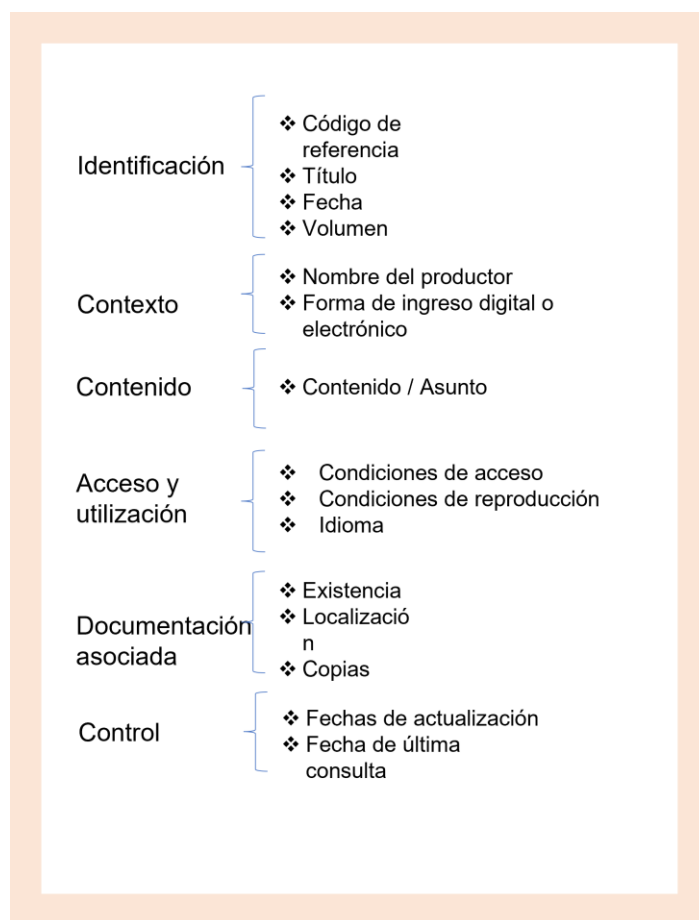 Identificación
❖ Código de
referencia
❖ Título
❖ Fecha
❖ Volumen
Contexto
❖ Nombre del productor
❖ Forma de ingreso digital o
electrónico
Contenido
❖ Contenido / Asunto
Acceso y
utilización
❖ Condiciones de acceso
❖ Condiciones de reproducción
❖ Idioma
Documentación
asociada
❖ Existencia
❖ Localizació
n
❖ Copias
Control
❖ Fechas de actualización
❖ Fecha de última
consulta